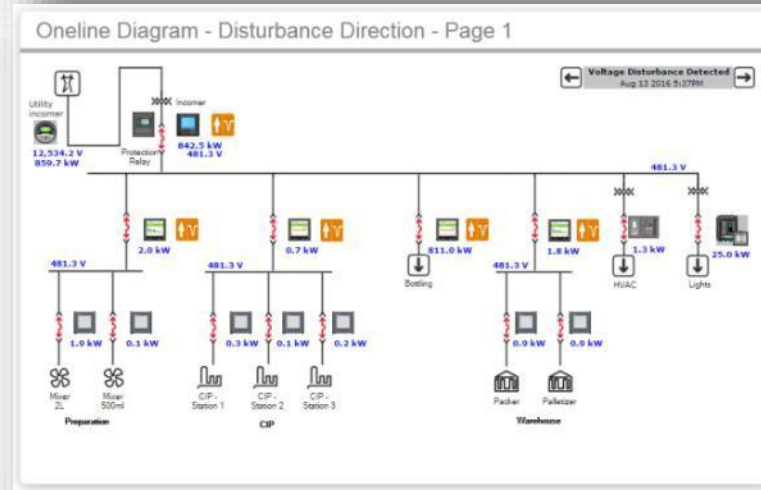 Oneline Diagram - Disturbance Direction - Page 1
Voltage Disturbance Detected
Aug 13 2016 5:37PM
Utility
incomer
12,534.2 V
859.7 kW
Incomer
Protection
Relay
842.5 kW
481.3 V
481.3 V
2.0 kW
0.7 kW
811.0 kW
1.8 kW
1.3 kW
25.0 kW
481.3 V
481.3 V
Bottling
481.3 V
HVAC
Lights
1.9 kW
0.1 kW
0.3 kW
0.1 kW
0.2 kW
0.9 kW
0.9 kW
Mixer
2L
Mixer
500ml
CIP -
Station 1
CIP -
Station 2
CIP -
Station 3
Packer
Palletizer
Preparation
CIP
Warehouse